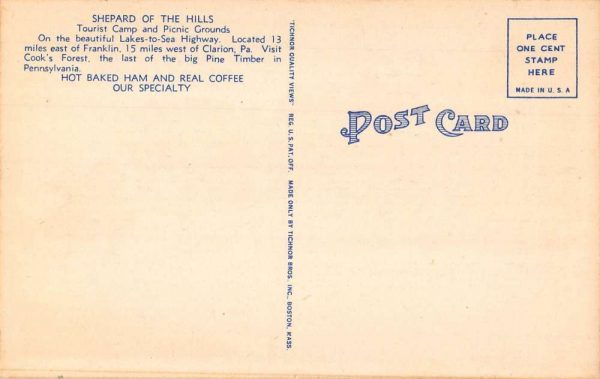 SHEPARD OF THE HILLS
Tourist Camp and Picnic Grounds
On the beautiful Lakes-to-Sea Highway. Located 13
miles east of Franklin, 15 miles west of Clarion, Pa. Visit
Cook's Forest, the last of the big Pine Timber in
Pennsylvania.
HOT BAKED HAM AND REAL COFFEE
OUR SPECIALTY
"TICHNOR QUALITY VIEWS" REG. U. S. PAT. OFF. MADE ONLY BY TICHNOR BROS. INC., BOSTON, MASS.
POST CARD
PLACE
ONE CENT
STAMP
HERE
MADE IN U. S. A